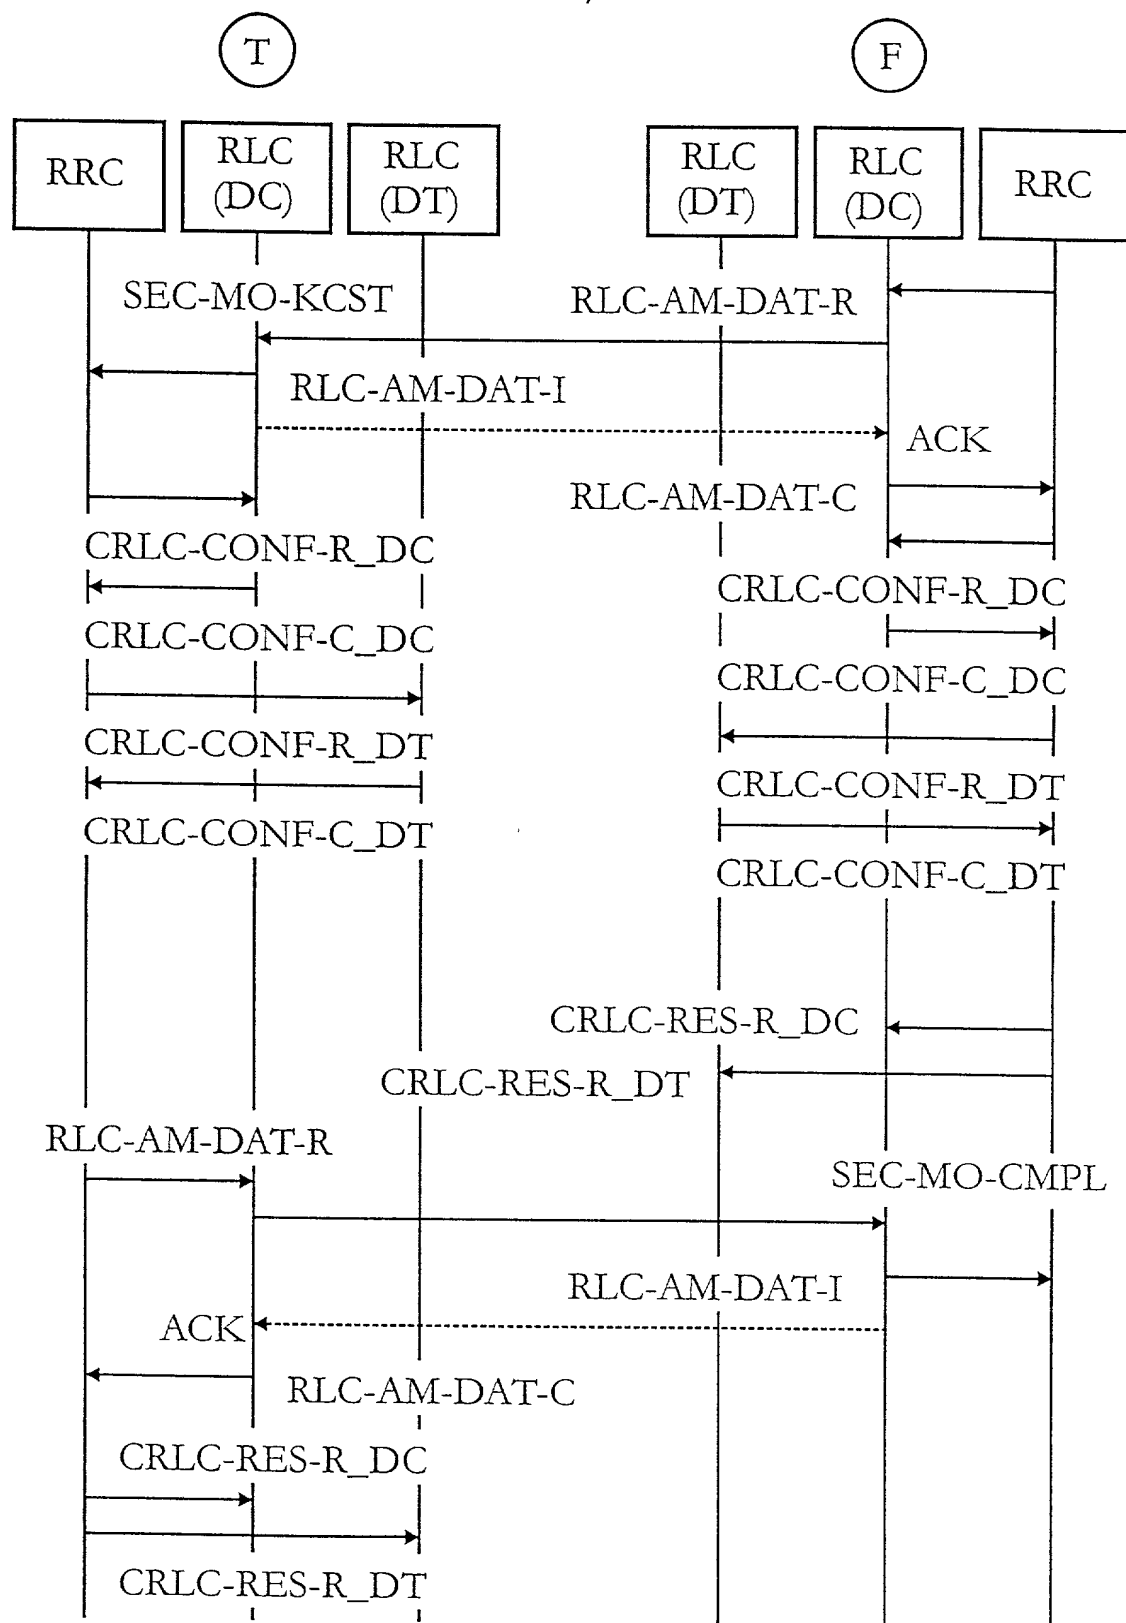 T
F
RRC
RLC
(DC)
RLC
(DT)
RLC
(DT)
RLC
(DC)
RRC
SEC-MO-KCST
RLC-AM-DAT-R
RLC-AM-DAT-I
ACK
RLC-AM-DAT-C
CRLC-CONF-R_DC
CRLC-CONF-R_DC
CRLC-CONF-C_DC
CRLC-CONF-C_DC
CRLC-CONF-R_DT
CRLC-CONF-R_DT
CRLC-CONF-C_DT
CRLC-CONF-C_DT
CRLC-RES-R_DC
CRLC-RES-R_DT
RLC-AM-DAT-R
SEC-MO-CMPL
RLC-AM-DAT-I
ACK
RLC-AM-DAT-C
CRLC-RES-R_DC
CRLC-RES-R_DT